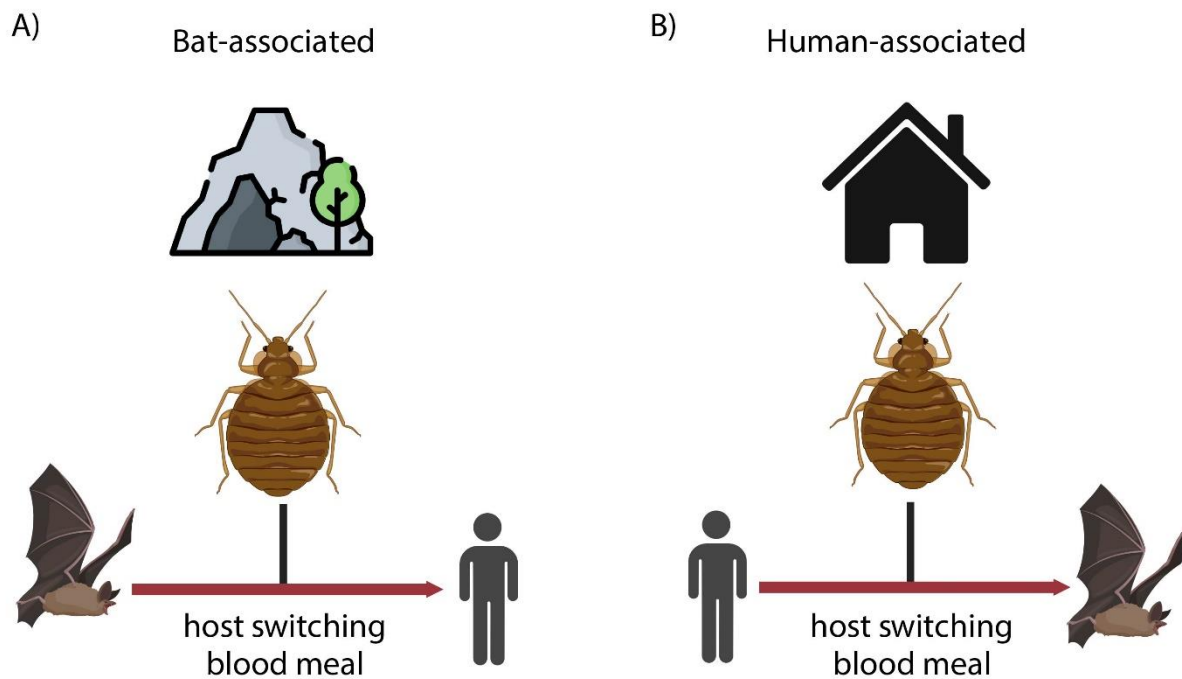 A)
Bat-associated
B)
Human-associated
host switching
blood meal
host switching
blood meal